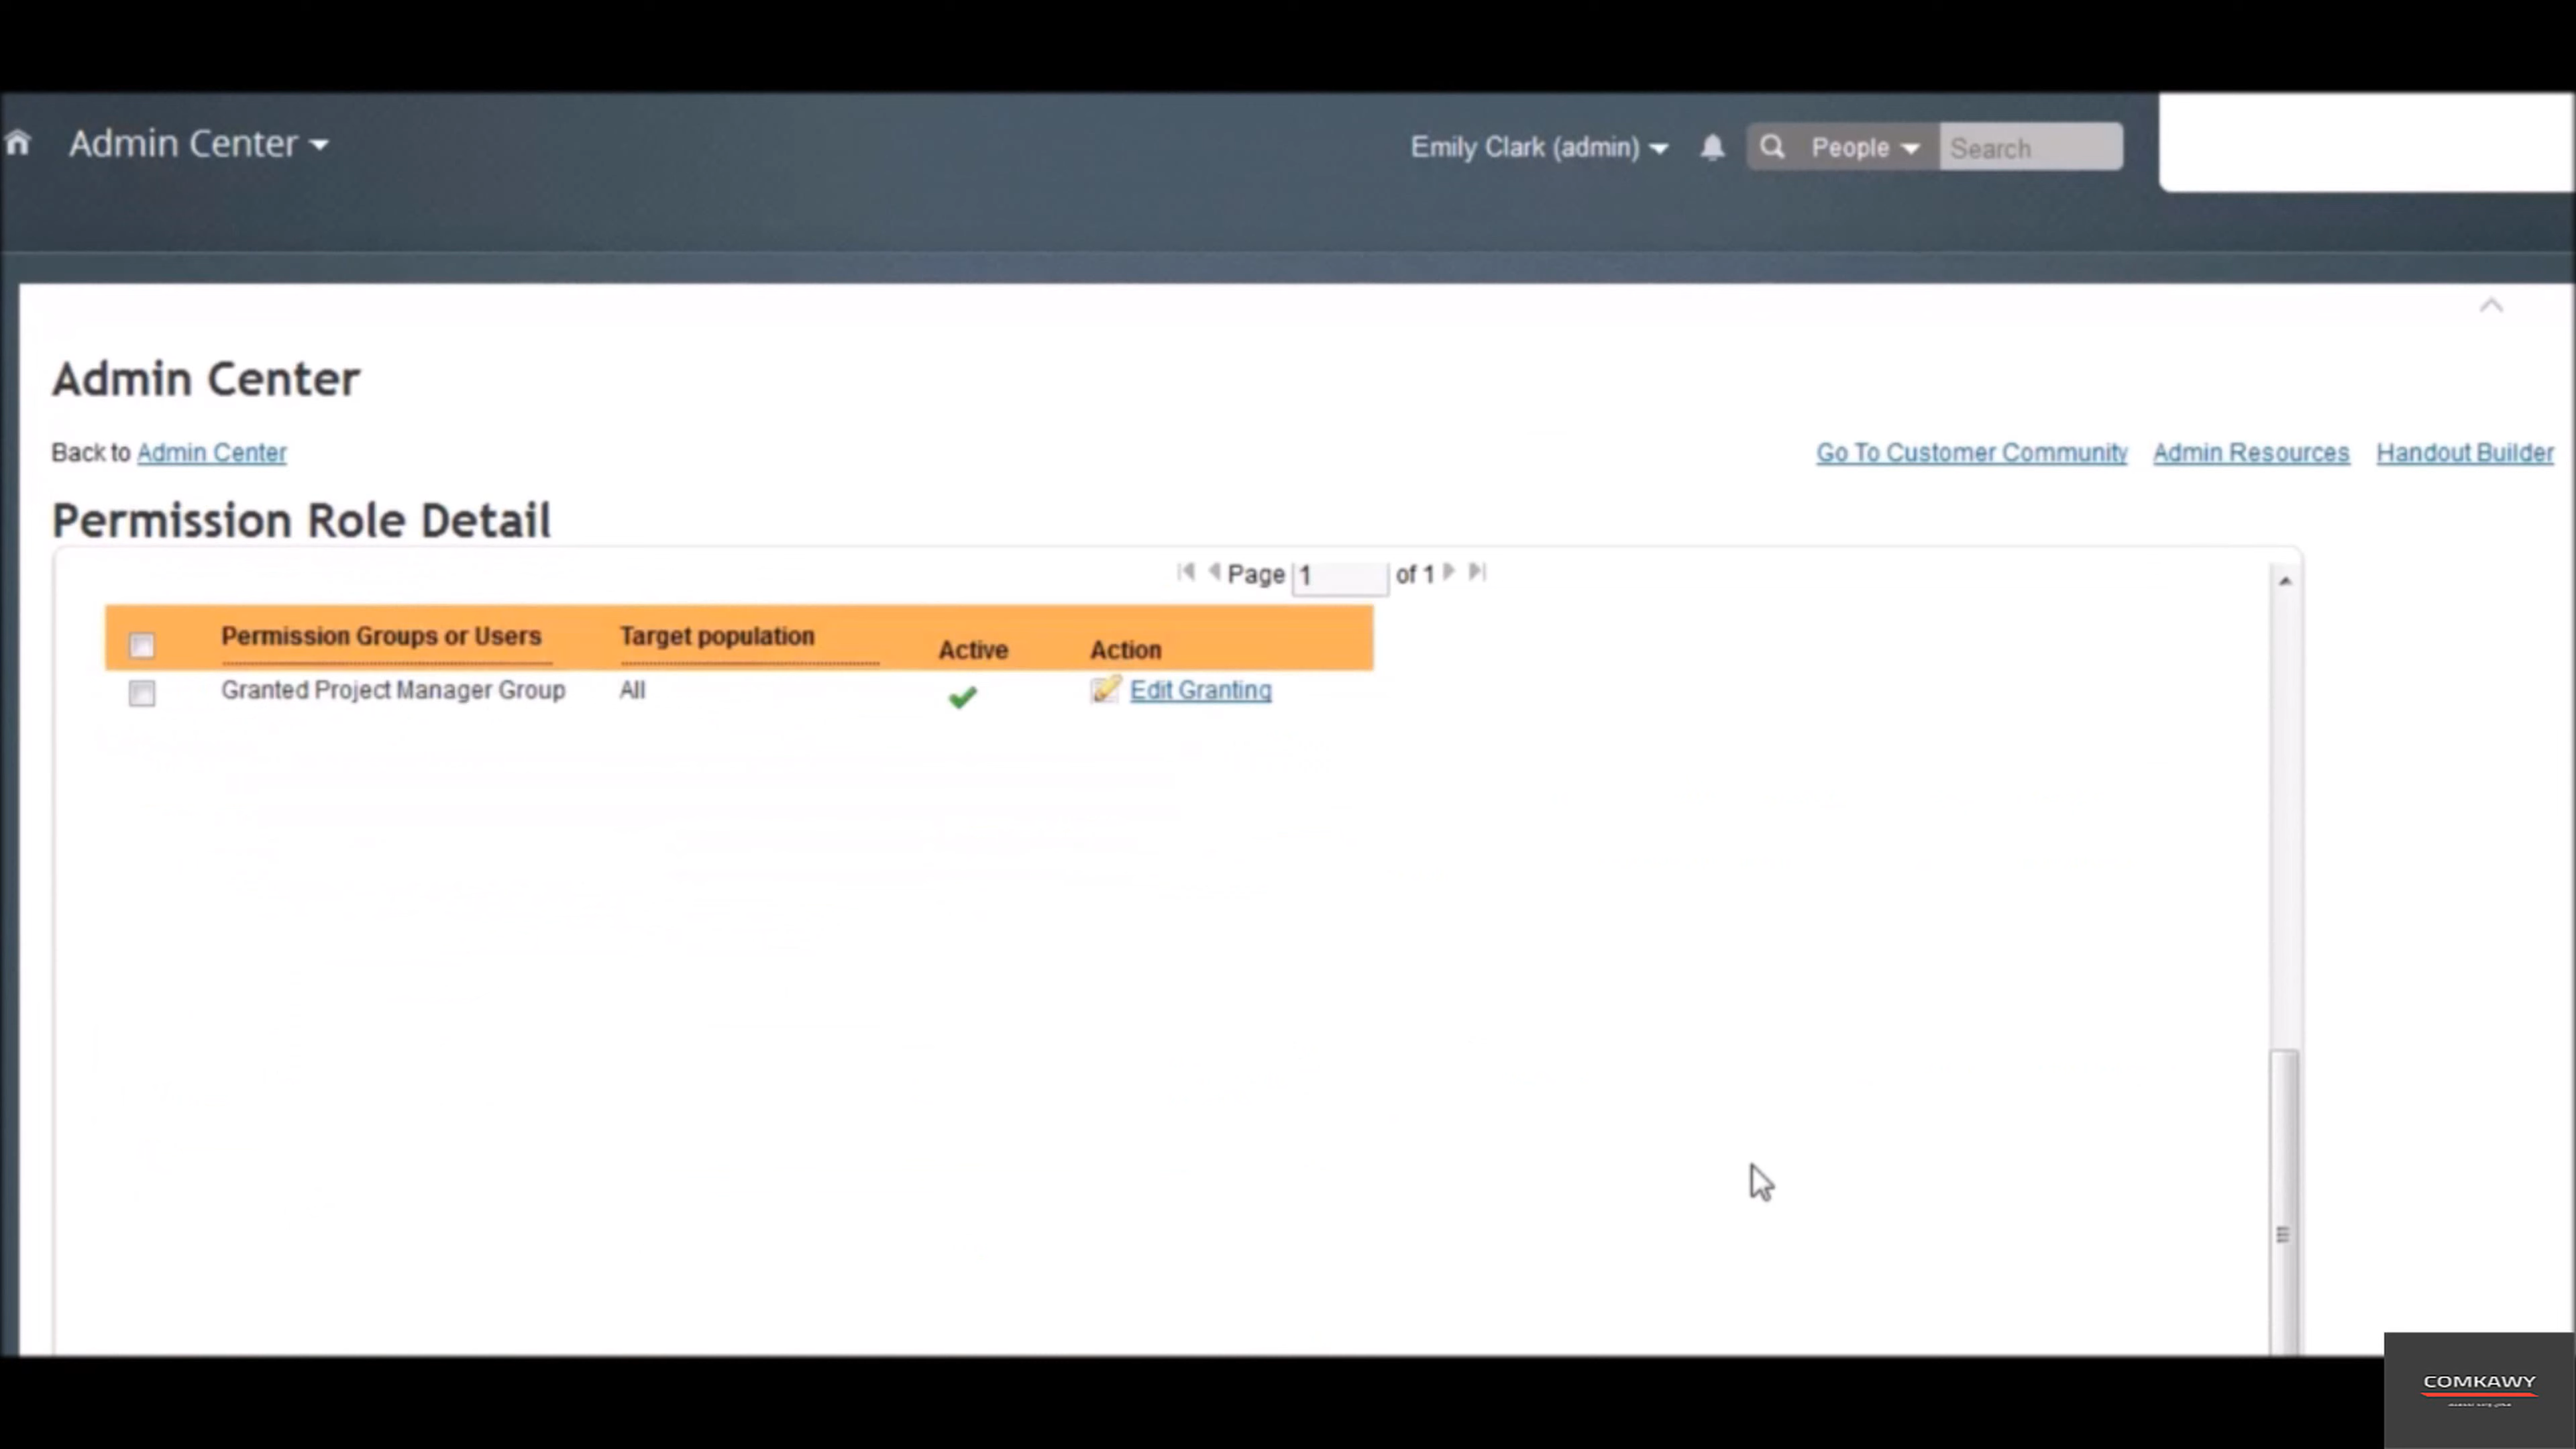 Admin Center
Emily Clark (admin)
People
Search
Admin Center
Back to Admin Center
Go To Customer Community
Admin Resources
Handout Builder
Permission Role Detail
Page 1 of 1
Permission Groups or Users
Target population
Active
Action
Granted Project Manager Group
All
Edit Granting
COMKAWY